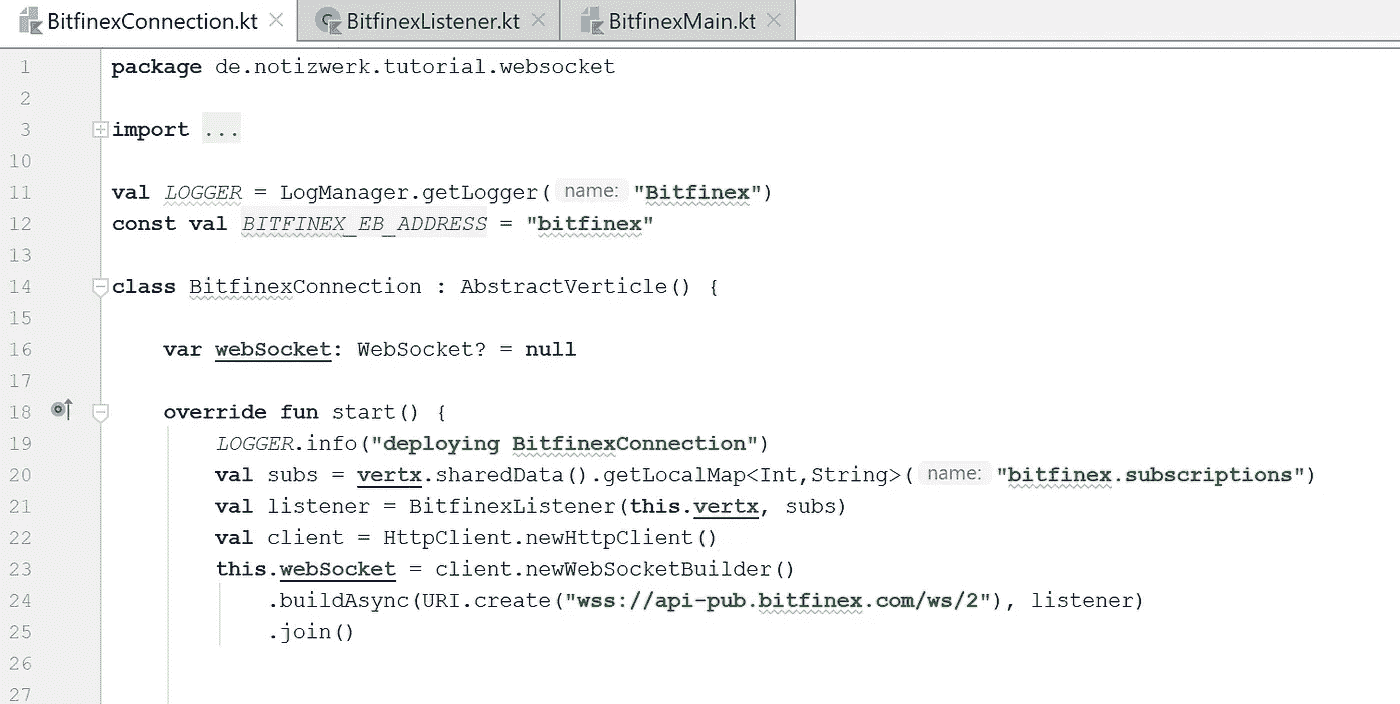 BitfinexConnection.kt BitfinexListener.kt BitfinexMain.kt
1 package de.notizwerk.tutorial.websocket
2
3 import ...
10
11 val LOGGER = LogManager.getLogger( name: "Bitfinex")
12 const val BITFINEX_EB_ADDRESS = "bitfinex"
13
14 class BitfinexConnection : AbstractVerticle() {
15
16 var webSocket: WebSocket? = null
17
18 override fun start() {
19 LOGGER.info("deploying BitfinexConnection")
20 val subs = vertx.sharedData().getLocalMap<Int,String>( name: "bitfinex.subscriptions")
21 val listener = BitfinexListener(this.vertx, subs)
22 val client = HttpClient.newHttpClient()
23 this.webSocket = client.newWebSocketBuilder()
24 .buildAsync(URI.create("wss://api-pub.bitfinex.com/ws/2"), listener)
25 .join()
26
27